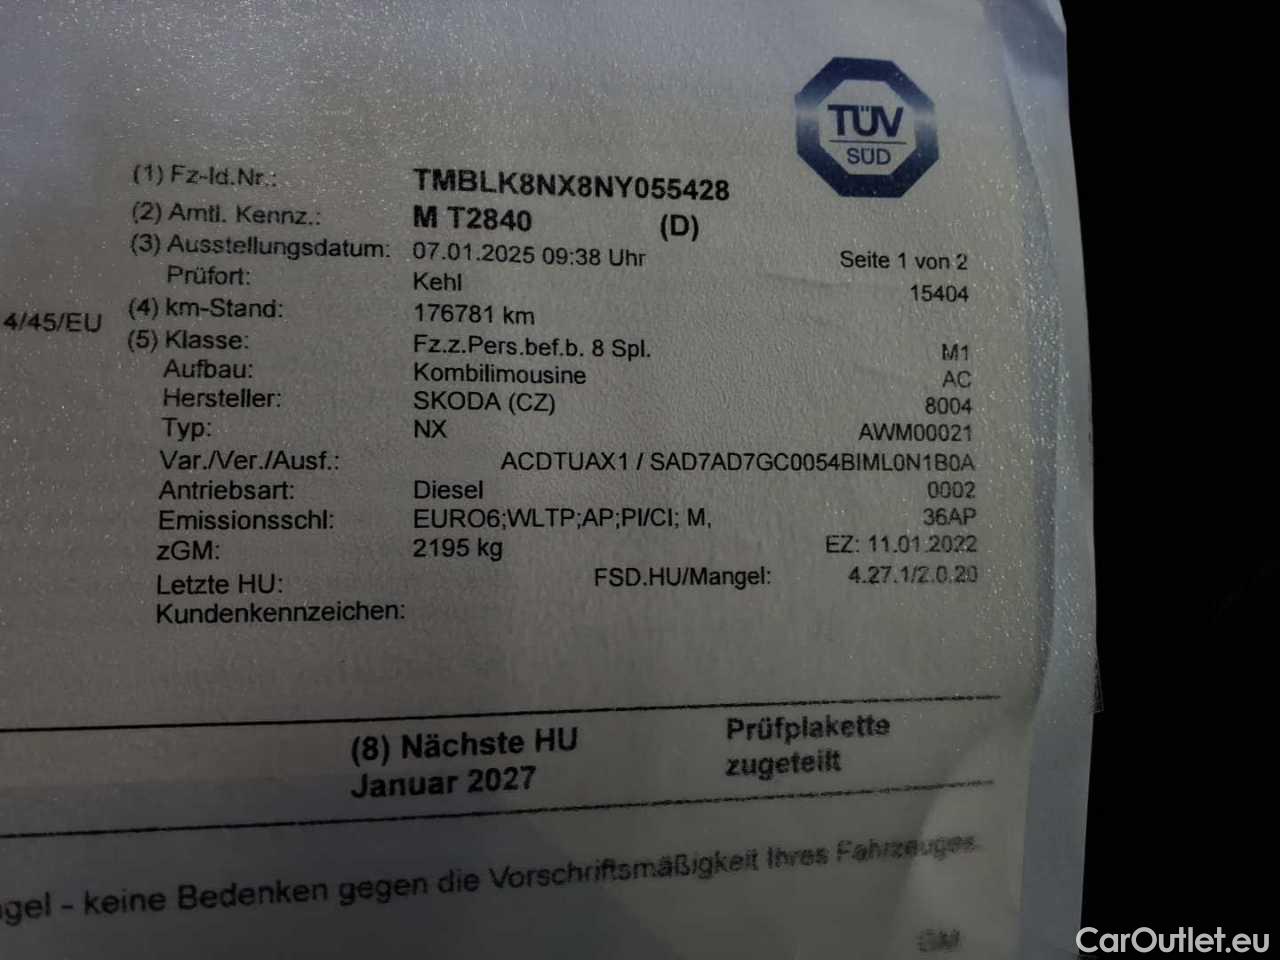 TÜV
SÜD
(1) Fz-Id.Nr.: TMBLK8NX8NY055428
(2) Amtl. Kennz.: M T2840 (D)
(3) Ausstellungsdatum: 07.01.2025 09:38 Uhr Seite 1 von 2
Prüfort: Kehl 15404
4/45/EU (4) km-Stand: 176781 km
(5) Klasse: Fz.z.Pers.bef.b. 8 Spl. M1
Aufbau: Kombilimousine AC
Hersteller: SKODA (CZ) 8004
Typ: NX AWM00021
Var./Ver./Ausf.: ACDTUAX1 / SAD7AD7GC0054BIML0N1B0A
Antriebsart: Diesel 0002
Emissionsschl: EURO6;WLTP;AP;PI/CI; M, 36AP
zGM: 2195 kg EZ: 11.01.2022
Letzte HU: FSD.HU/Mangel: 4.27.1/2.0.20
Kundenkennzeichen:
(8) Nächste HU Prüfplakette
Januar 2027 zugeteilt
ngel - keine Bedenken gegen die Vorschriftsmäßigkeit Ihres Fahrzeuges.
CarOutlet.eu